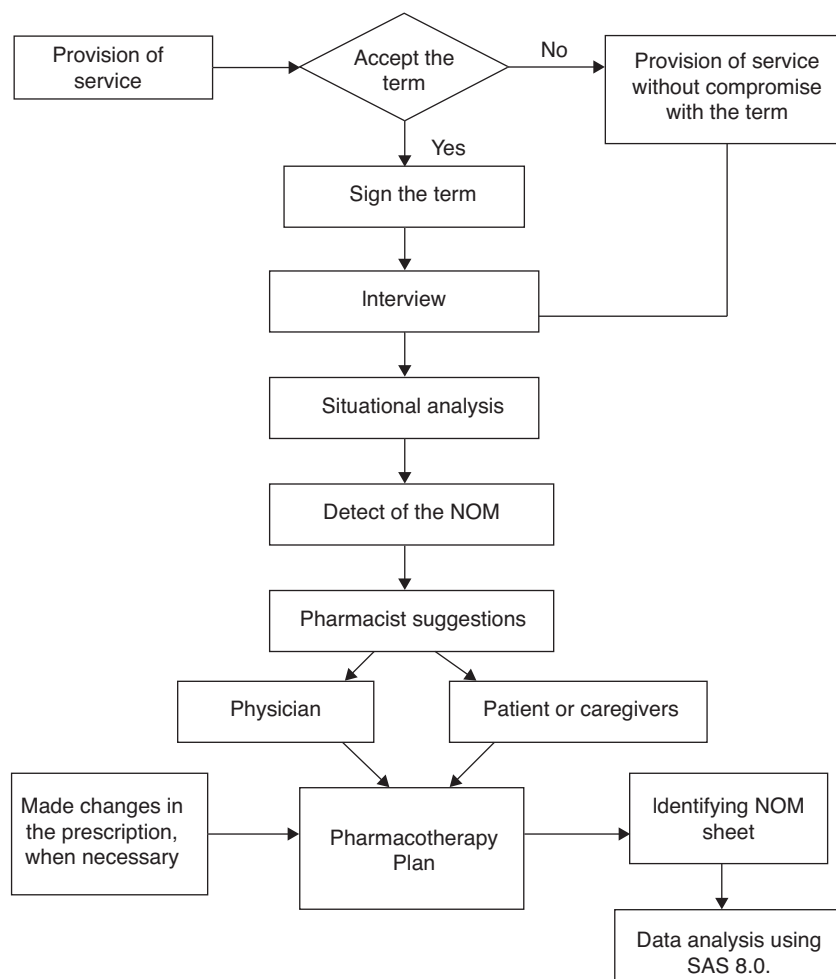 Provision of
service
Accept the
term
No
Provision of service
without compromise
with the term
Yes
Sign the term
Interview
Situational analysis
Detect of the NOM
Pharmacist suggestions
Physician
Patient or caregivers
Made changes in
the prescription,
when necessary
Pharmacotherapy
Plan
Identifying NOM
sheet
Data analysis using
SAS 8.0.